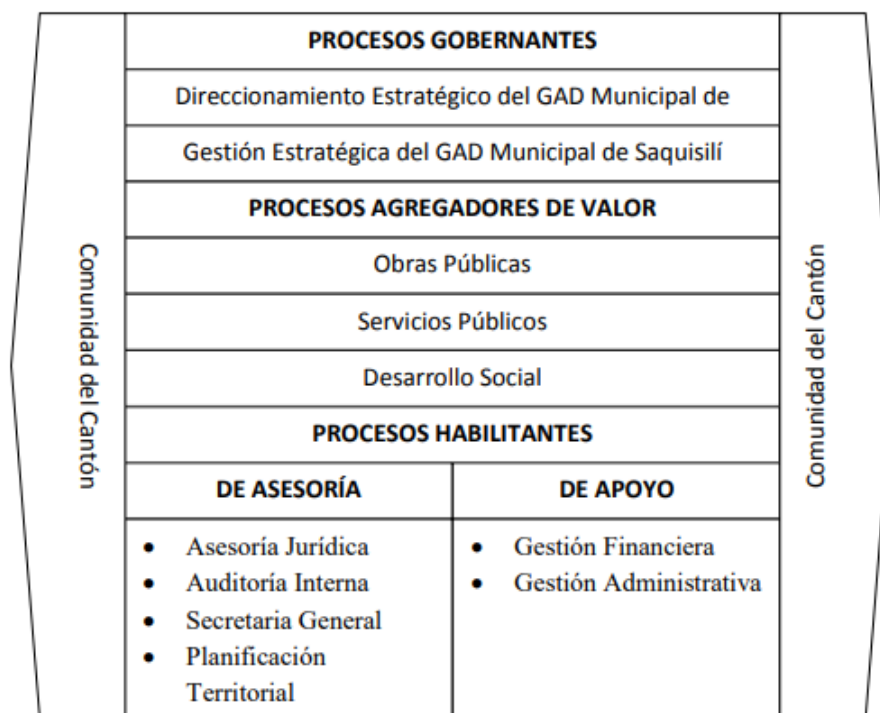 Comunidad del Cantón
PROCESOS GOBERNANTES
Direccionamiento Estratégico del GAD Municipal de
Gestión Estratégica del GAD Municipal de Saquisilí
PROCESOS AGREGADORES DE VALOR
Obras Públicas
Servicios Públicos
Desarrollo Social
PROCESOS HABILITANTES
DE ASESORÍA
• Asesoría Jurídica
• Auditoría Interna
• Secretaria General
• Planificación
Territorial
DE APOYO
• Gestión Financiera
• Gestión Administrativa
Comunidad del Cantón